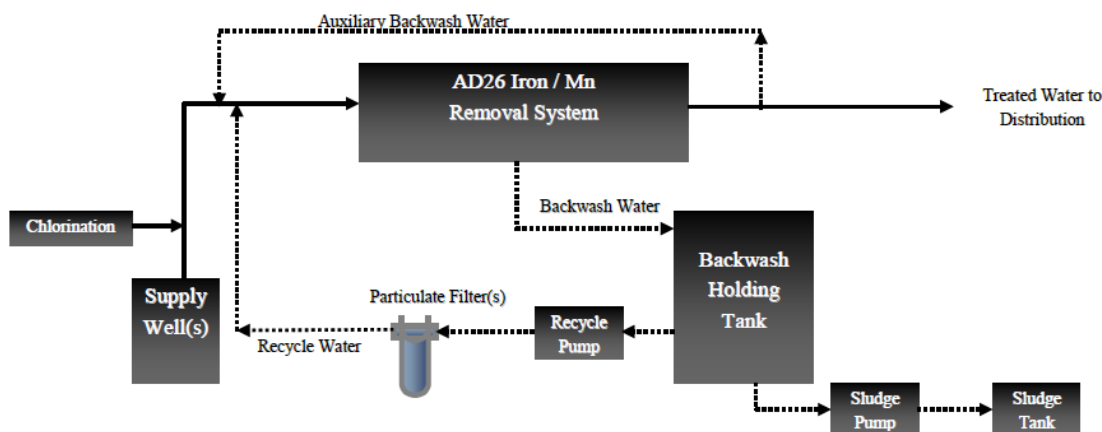 Auxiliary Backwash Water
AD26 Iron / Mn
Removal System
Treated Water to
Distribution
Chlorination
Backwash Water
Supply
Well(s)
Particulate Filter(s)
Recycle Water
Recycle
Pump
Backwash
Holding
Tank
Sludge
Pump
Sludge
Tank